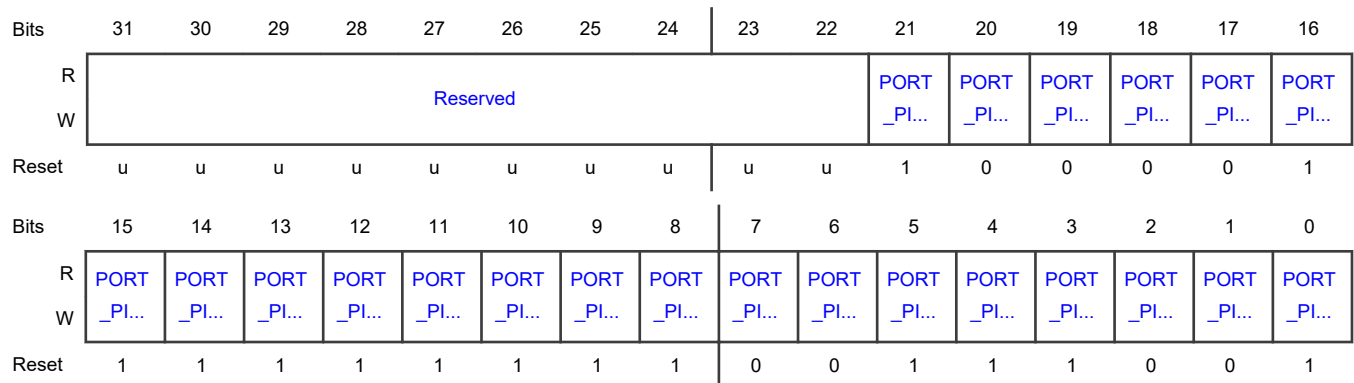 Bits 31 30 29 28 27 26 25 24 23 22 21 20 19 18 17 16
R Reserved PORT PORT PORT PORT PORT PORT
W _PI... _PI... _PI... _PI... _PI... _PI...
Reset u u u u u u u u u u 1 0 0 0 0 1
Bits 15 14 13 12 11 10 9 8 7 6 5 4 3 2 1 0
R PORT PORT PORT PORT PORT PORT PORT PORT PORT PORT PORT PORT PORT PORT PORT PORT
W _PI... _PI... _PI... _PI... _PI... _PI... _PI... _PI... _PI... _PI... _PI... _PI... _PI... _PI... _PI... _PI...
Reset 1 1 1 1 1 1 1 1 0 0 1 1 1 0 0 1